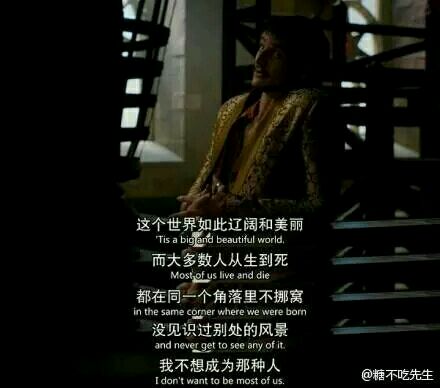 这个世界如此辽阔和美丽
'Tis a big and beautiful world.
而大多数人从生到死
Most of us live and die
都在同一个角落里不挪窝
in the same corner where we were born
没见识过别处的风景
and never get to see any of it.
我不想成为那种人
I don't want to be most of us.
@糖不吃先生